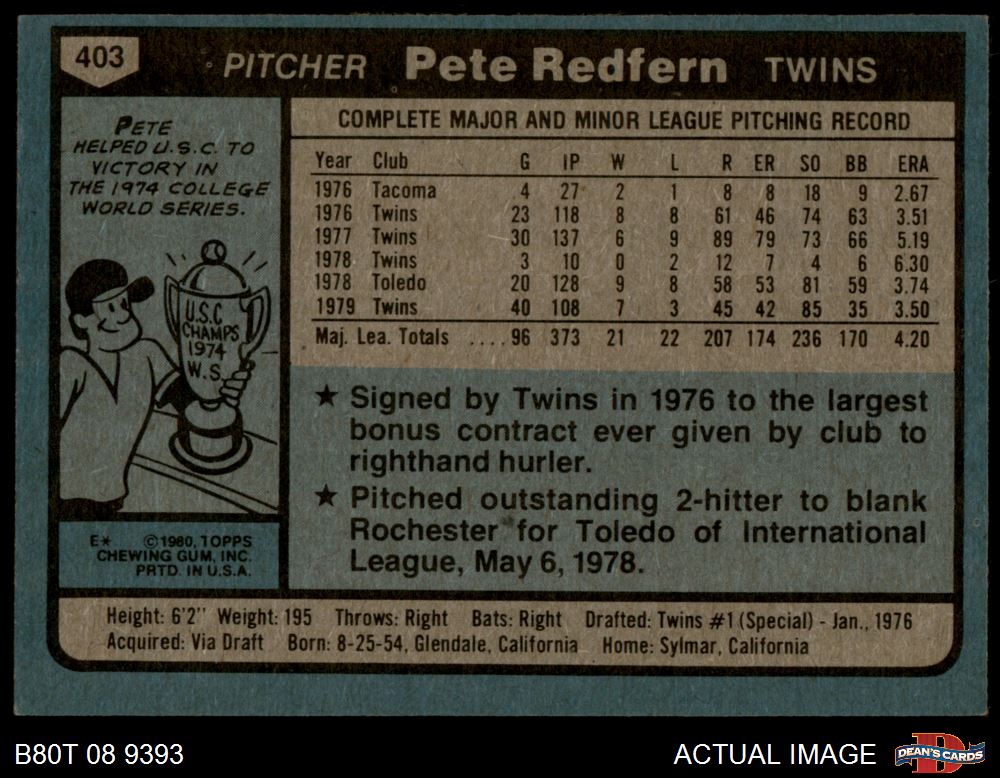 403
PITCHER Pete Redfern TWINS
PETE
HELPED U.S.C. TO
VICTORY IN
THE 1974 COLLEGE
WORLD SERIES.
U.S.C
CHAMPS
1974
W.S.
E* ©1980, TOPPS
CHEWING GUM, INC.
PRTD. IN U.S.A.
COMPLETE MAJOR AND MINOR LEAGUE PITCHING RECORD
Year Club G IP W L R ER SO BB ERA
1976 Tacoma 4 27 2 1 8 8 18 9 2.67
1976 Twins 23 118 8 8 61 46 74 63 3.51
1977 Twins 30 137 6 9 89 79 73 66 5.19
1978 Twins 3 10 0 2 12 7 4 6 6.30
1978 Toledo 20 128 9 8 58 53 81 59 3.74
1979 Twins 40 108 7 3 45 42 85 35 3.50
Maj. Lea. Totals .... 96 373 21 22 207 174 236 170 4.20
★ Signed by Twins in 1976 to the largest
bonus contract ever given by club to
righthand hurler.
★ Pitched outstanding 2-hitter to blank
Rochester for Toledo of International
League, May 6, 1978.
Height: 6'2" Weight: 195 Throws: Right Bats: Right Drafted: Twins #1 (Special) - Jan., 1976
Acquired: Via Draft Born: 8-25-54, Glendale, California Home: Sylmar, California
B80T 08 9393
ACTUAL IMAGE
DEAN'S CARDS